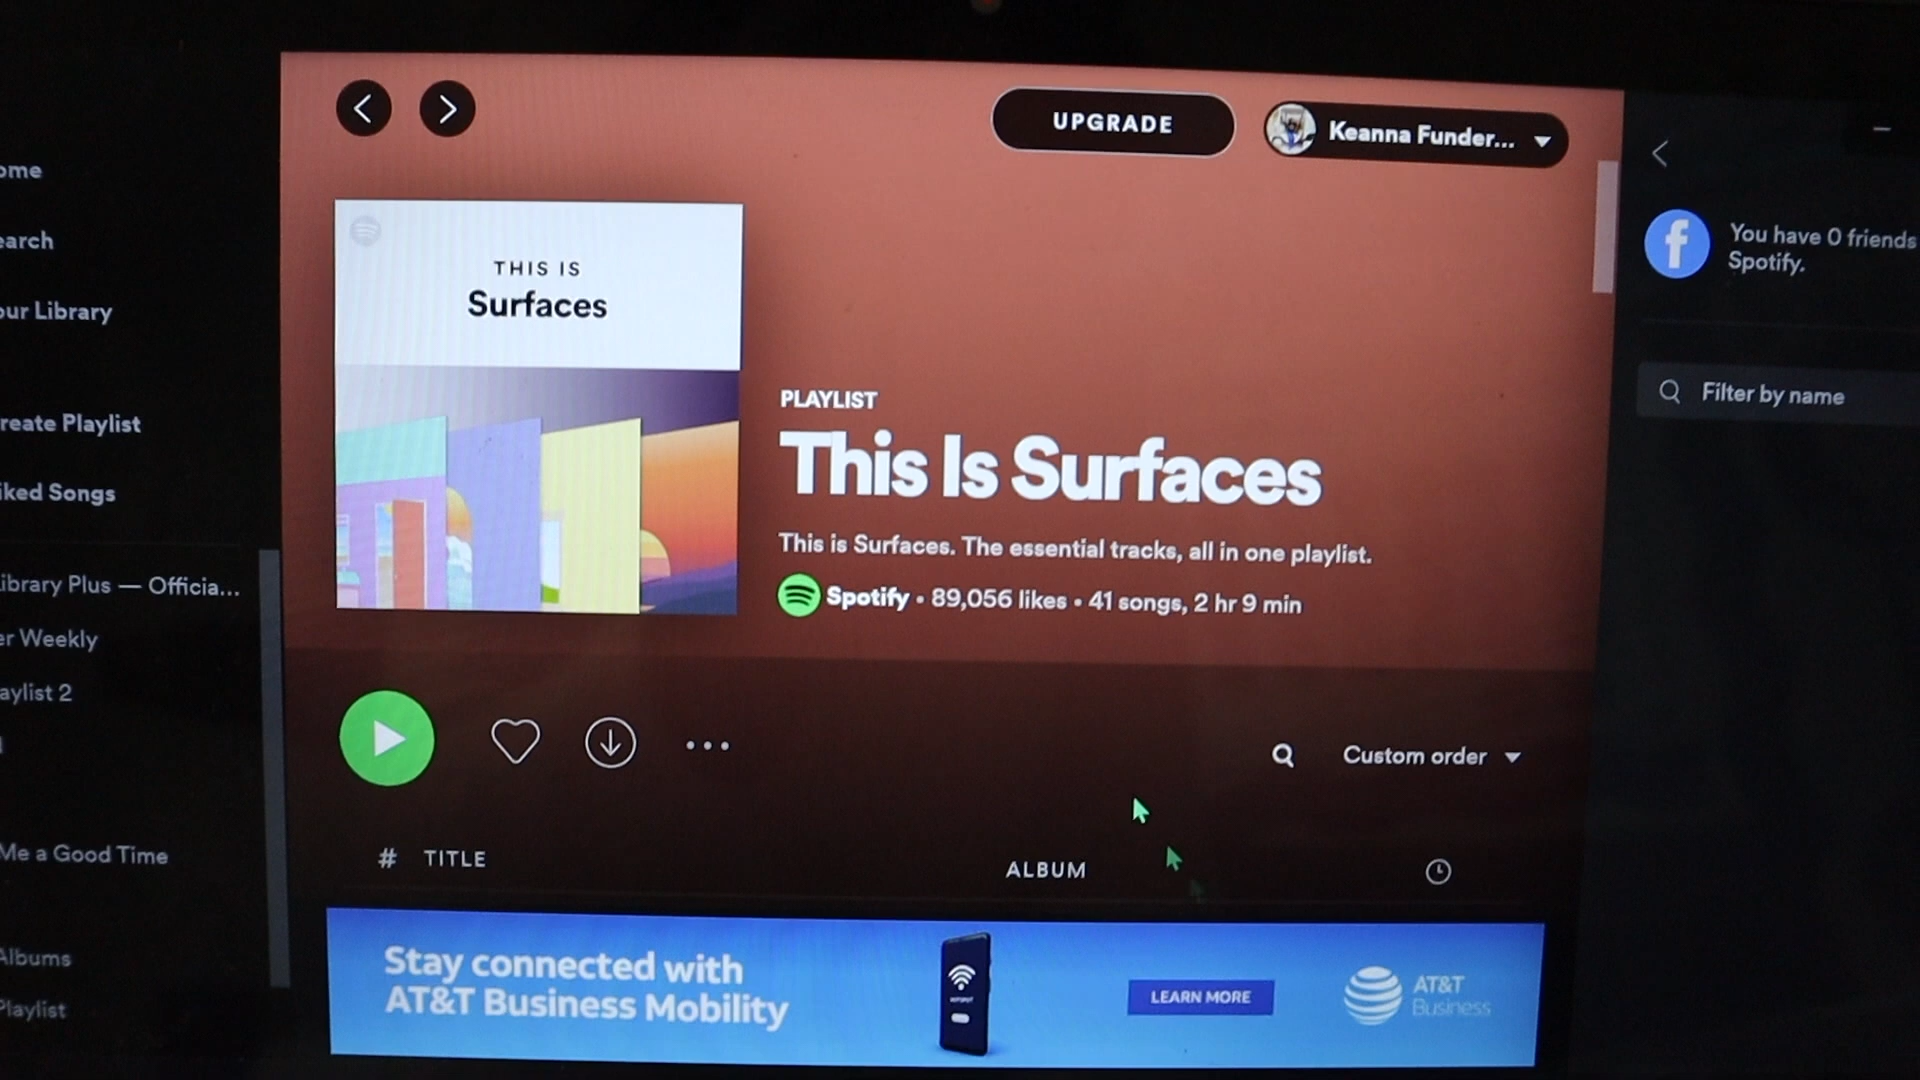 UPGRADE
Keanna Funder...
ome
earch
our Library
reate Playlist
iked Songs
ibrary Plus — Officia...
er Weekly
aylist 2
Me a Good Time
Albums
Playlist
THIS IS
Surfaces
PLAYLIST
This Is Surfaces
This is Surfaces. The essential tracks, all in one playlist.
Spotify • 89,056 likes • 41 songs, 2 hr 9 min
Custom order
# TITLE
ALBUM
Stay connected with
AT&T Business Mobility
HOTSPOT
LEARN MORE
AT&T
Business
You have 0 friends
Spotify.
Filter by name